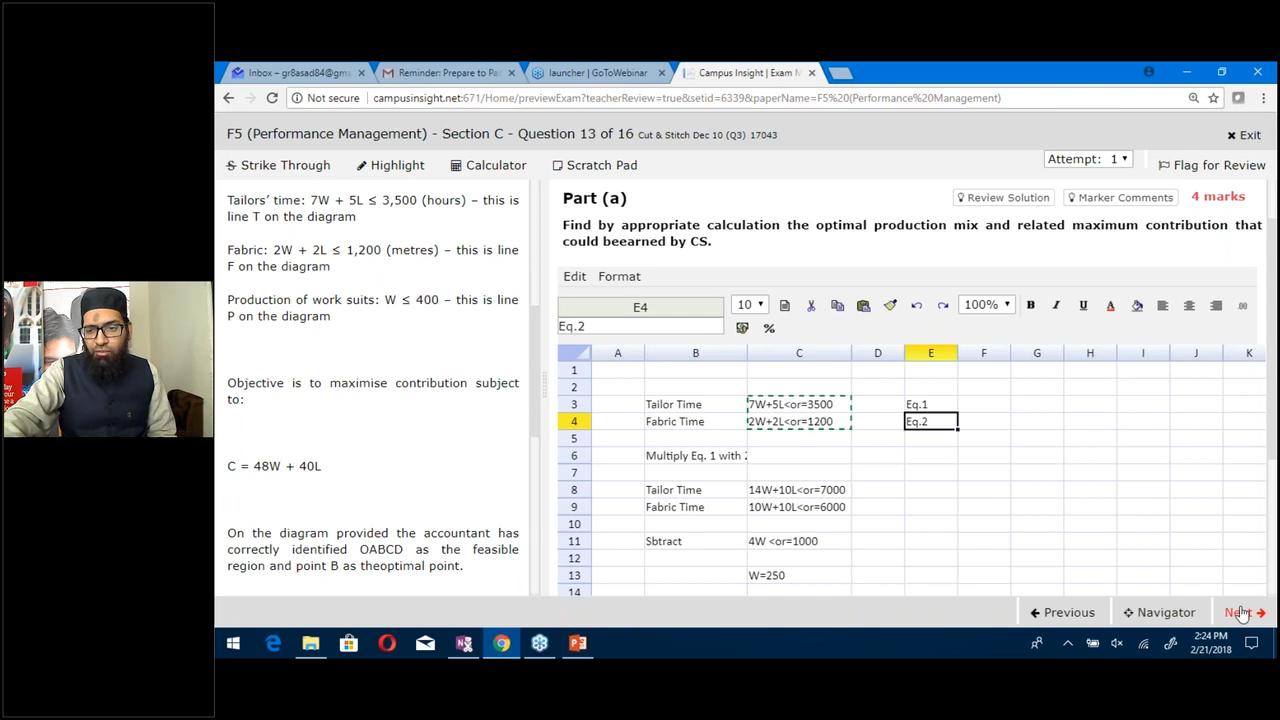 Inbox – gr8asad84@gma
Reminder: Prepare to Pa
launcher | GoToWebinar
Campus Insight | Exam M
Not secure
campusinsight.net:671/Home/previewExam?teacherReview=true&setid=6339&paperName=F5%20(Performance%20Management)
F5 (Performance Management) - Section C - Question 13 of 16 Cut & Stitch Dec 10 (Q3) 17043
Exit
Strike Through
Highlight
Calculator
Scratch Pad
Attempt: 1
Flag for Review
Tailors' time: 7W + 5L ≤ 3,500 (hours) – this is
line T on the diagram
Fabric: 2W + 2L ≤ 1,200 (metres) – this is line
F on the diagram
Production of work suits: W ≤ 400 – this is line
P on the diagram
Objective is to maximise contribution subject
to:
C = 48W + 40L
On the diagram provided the accountant has
correctly identified OABCD as the feasible
region and point B as theoptimal point.
Part (a)
Review Solution
Marker Comments
4 marks
Find by appropriate calculation the optimal production mix and related maximum contribution that
could beearned by CS.
Edit Format
E4
10
100%
B I U A
Eq.2
%
A B C D E F G H I J K
1
2
3 Tailor Time 7W+5L<or=3500 Eq.1
4 Fabric Time 2W+2L<or=1200 Eq.2
5
6 Multiply Eq. 1 with 2
7
8 Tailor Time 14W+10L<or=7000
9 Fabric Time 10W+10L<or=6000
10
11 Sbtract 4W <or=1000
12
13 W=250
14
Previous
Navigator
2:24 PM
2/21/2018